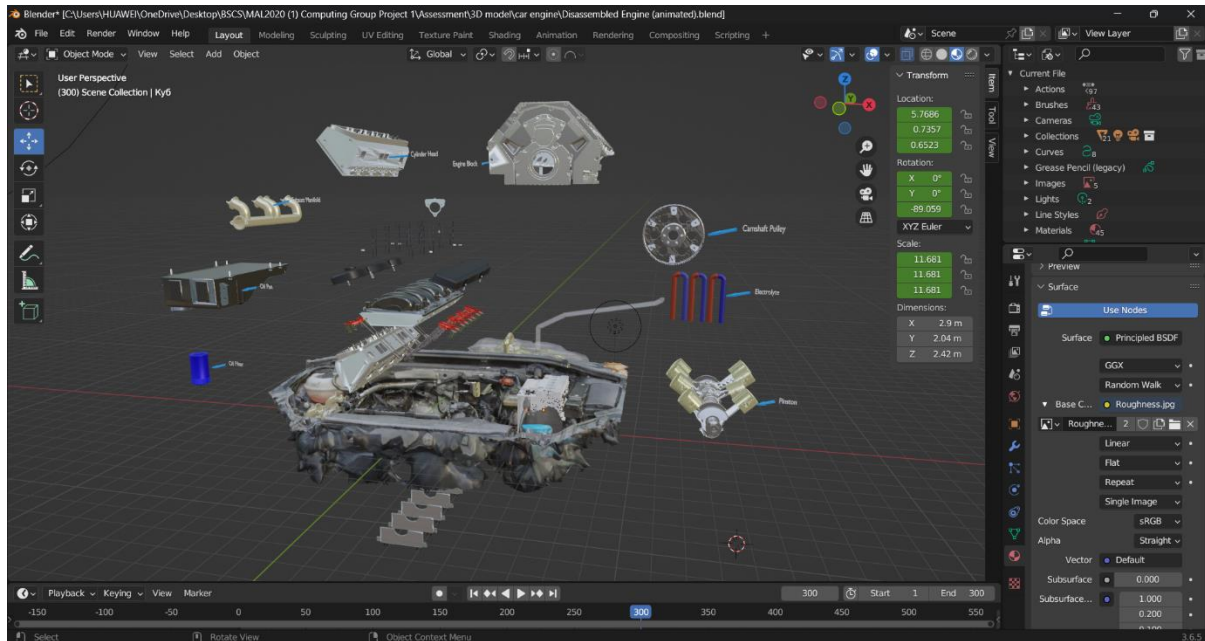 Blender* [C:\Users\HUAWEI\OneDrive\Desktop\BSCS\MAL2020 (1) Computing Group Project 1\Assessment\3D model\car engine\Disassembled Engine (animated).blend]
File Edit Render Window Help Layout Modeling Sculpting UV Editing Texture Paint Shading Animation Rendering Compositing Scripting + Scene View Layer
Object Mode View Select Add Object Global
User Perspective
(300) Scene Collection | Куб
Cylinder Head
Engine Block
Camshaft Pulley
Oil Pan
Electrolyte
Pinston
Z
Y
X
Transform
Location:
5.7686
0.7357
0.6523
Rotation:
X 0°
Y 0°
-89.059
XYZ Euler
Scale:
11.681
11.681
11.681
Dimensions:
X 2.9 m
Y 2.04 m
Z 2.42 m
Item
Tool
View
Current File
Actions 97
Brushes 43
Cameras
Collections 21
Curves 8
Grease Pencil (legacy)
Images 5
Lights 2
Line Styles
Materials 45
Preview
Surface
Use Nodes
Surface Principled BSDF
GGX
Random Walk
Base C... Roughness.jpg
Roughne... 2
Linear
Flat
Repeat
Single Image
Color Space sRGB
Alpha Straight
Vector Default
Subsurface 0.000
Subsurface... 1.000
0.200
Playback Keying View Marker 300 Start 1 End 300
-150 -100 -50 0 50 100 150 200 250 300 350 400 450 500 550
Select Rotate View Object Context Menu 3.6.5